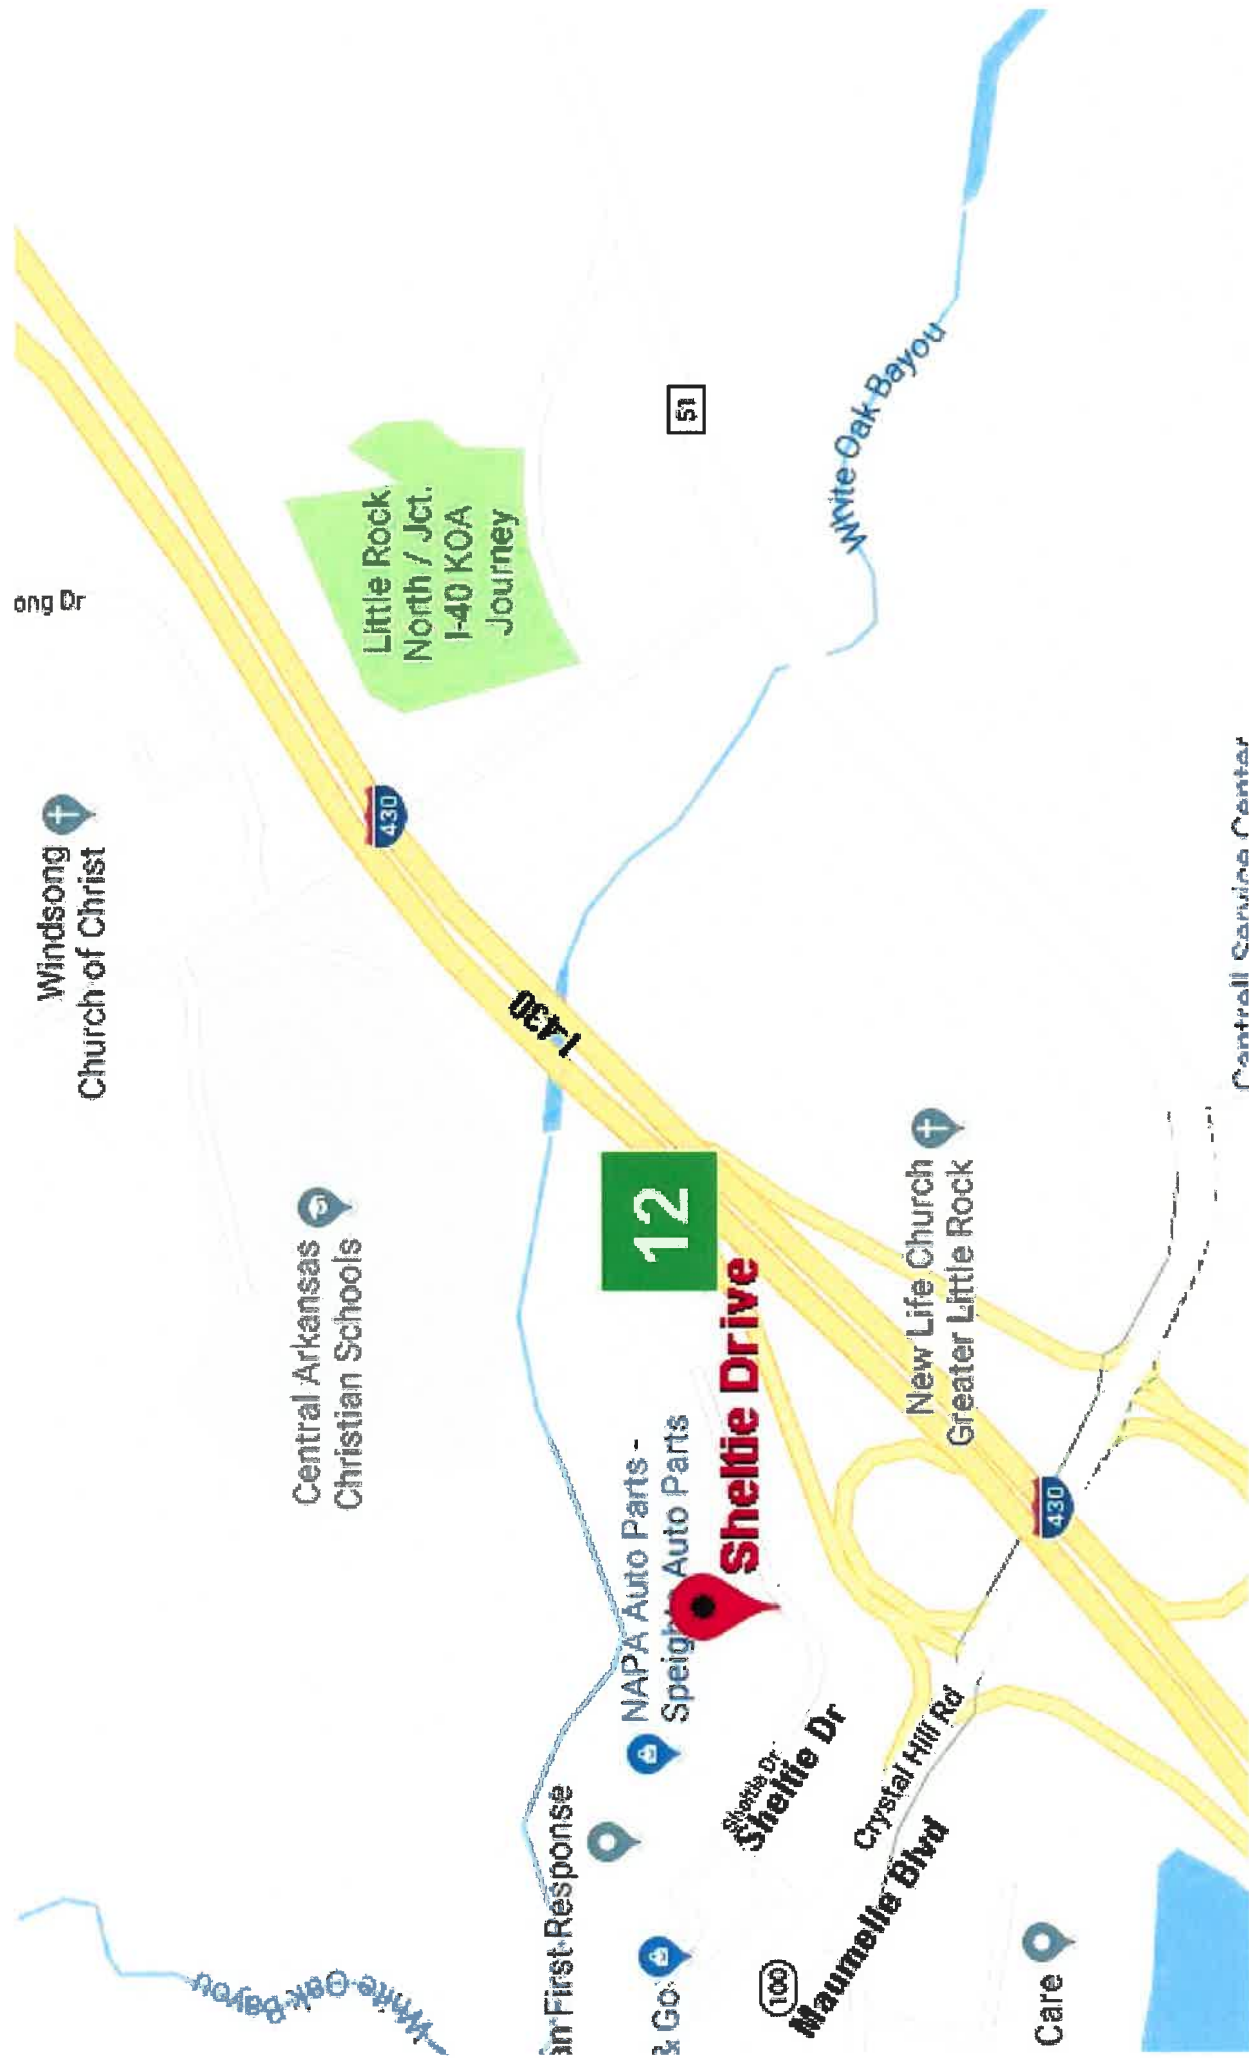 Windsong
Church of Christ
ong Dr
Central Arkansas
Christian Schools
Little Rock
North / Jct.
I-40 KOA
Journey
430
I-430
51
White Oak Bayou
12
Sheltie Drive
NAPA Auto Parts -
Auto Parts
New Life Church
Greater Little Rock
430
Sheltie Dr
Sheltie Dr
Crystal Hill Rd
Maumelle Blvd
100
First Response
& Go
Care
White Oak Bayou
Service Center